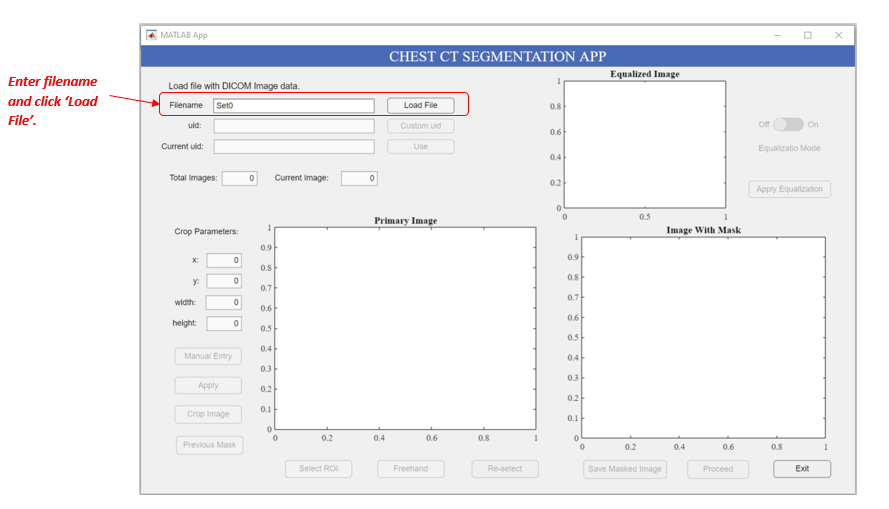 MATLAB App
CHEST CT SEGMENTATION APP
Enter filename
and click ‘Load
File’.
Load file with DICOM Image data.
Filename Set0 Load File
uid: Custom uid
Current uid: Use
Total Images: 0 Current Image: 0
Equalized Image
1
0.8
0.6
0.4
0.2
0
0 0.5 1
Off On
Equalizatio Mode
Apply Equalization
Crop Parameters:
x: 0
y: 0
width: 0
height: 0
Manual Entry
Apply
Crop Image
Previous Mask
Primary Image
1
0.9
0.8
0.7
0.6
0.5
0.4
0.3
0.2
0.1
0
0 0.2 0.4 0.6 0.8 1
Select ROI Freehand Re-select
Image With Mask
1
0.9
0.8
0.7
0.6
0.5
0.4
0.3
0.2
0.1
0
0 0.2 0.4 0.6 0.8 1
Save Masked Image Proceed Exit